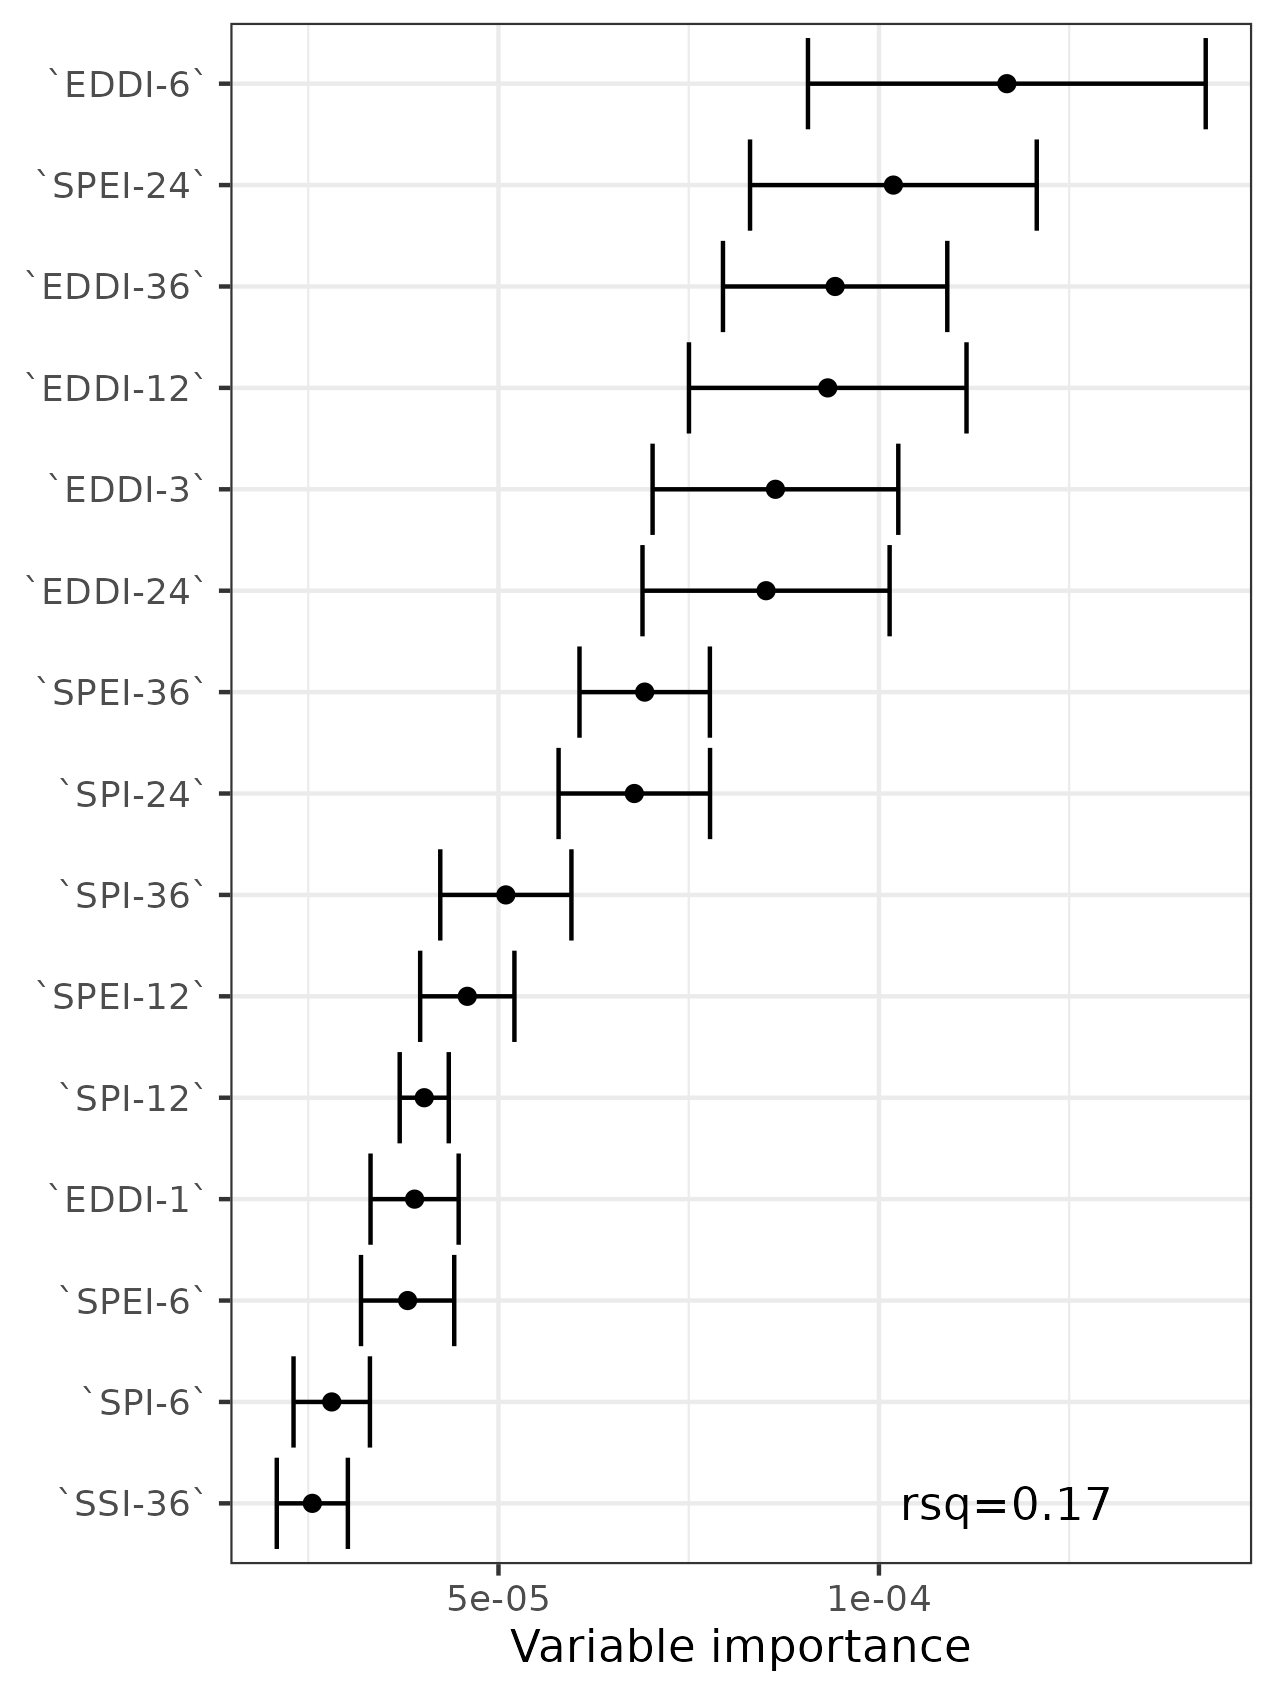 `EDDI-6`
`SPEI-24`
`EDDI-36`
`EDDI-12`
`EDDI-3`
`EDDI-24`
`SPEI-36`
`SPI-24`
`SPI-36`
`SPEI-12`
`SPI-12`
`EDDI-1`
`SPEI-6`
`SPI-6`
`SSI-36`
rsq=0.17
5e-05 1e-04
Variable importance